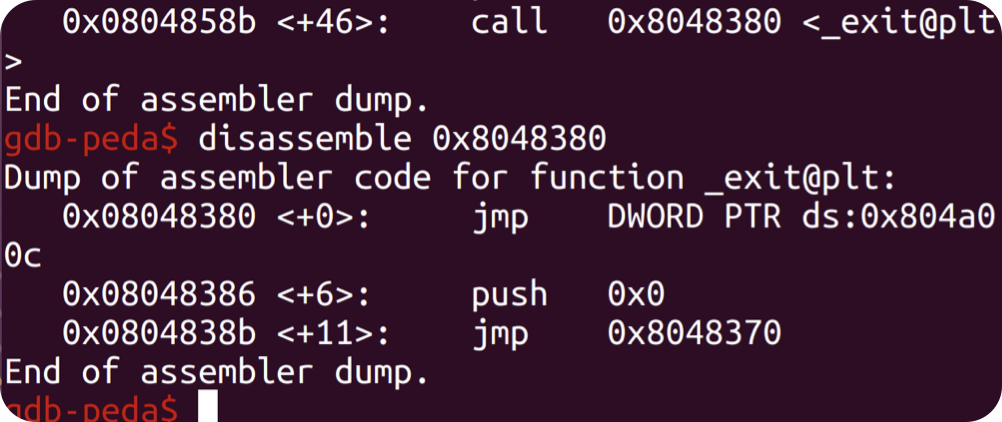 0x0804858b <+46>:     call   0x8048380 <_exit@plt
>
End of assembler dump.
gdb-peda$ disassemble 0x8048380
Dump of assembler code for function _exit@plt:
   0x08048380 <+0>:     jmp    DWORD PTR ds:0x804a0
0c
   0x08048386 <+6>:     push   0x0
   0x0804838b <+11>:    jmp    0x8048370
End of assembler dump.
gdb-peda$